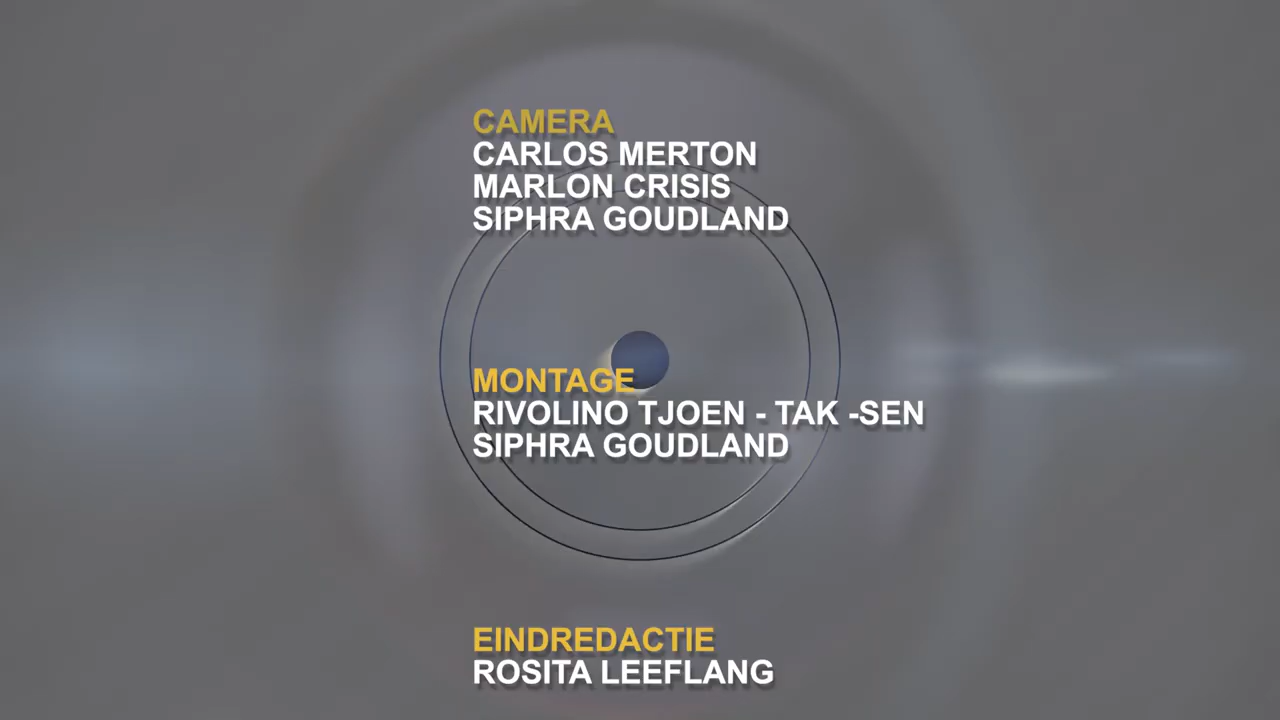 CAMERA
CARLOS MERTON
MARLON CRISIS
SIPHRA GOUDLAND
MONTAGE
RIVOLINO TJOEN - TAK -SEN
SIPHRA GOUDLAND
EINDREDACTIE
ROSITA LEEFLANG